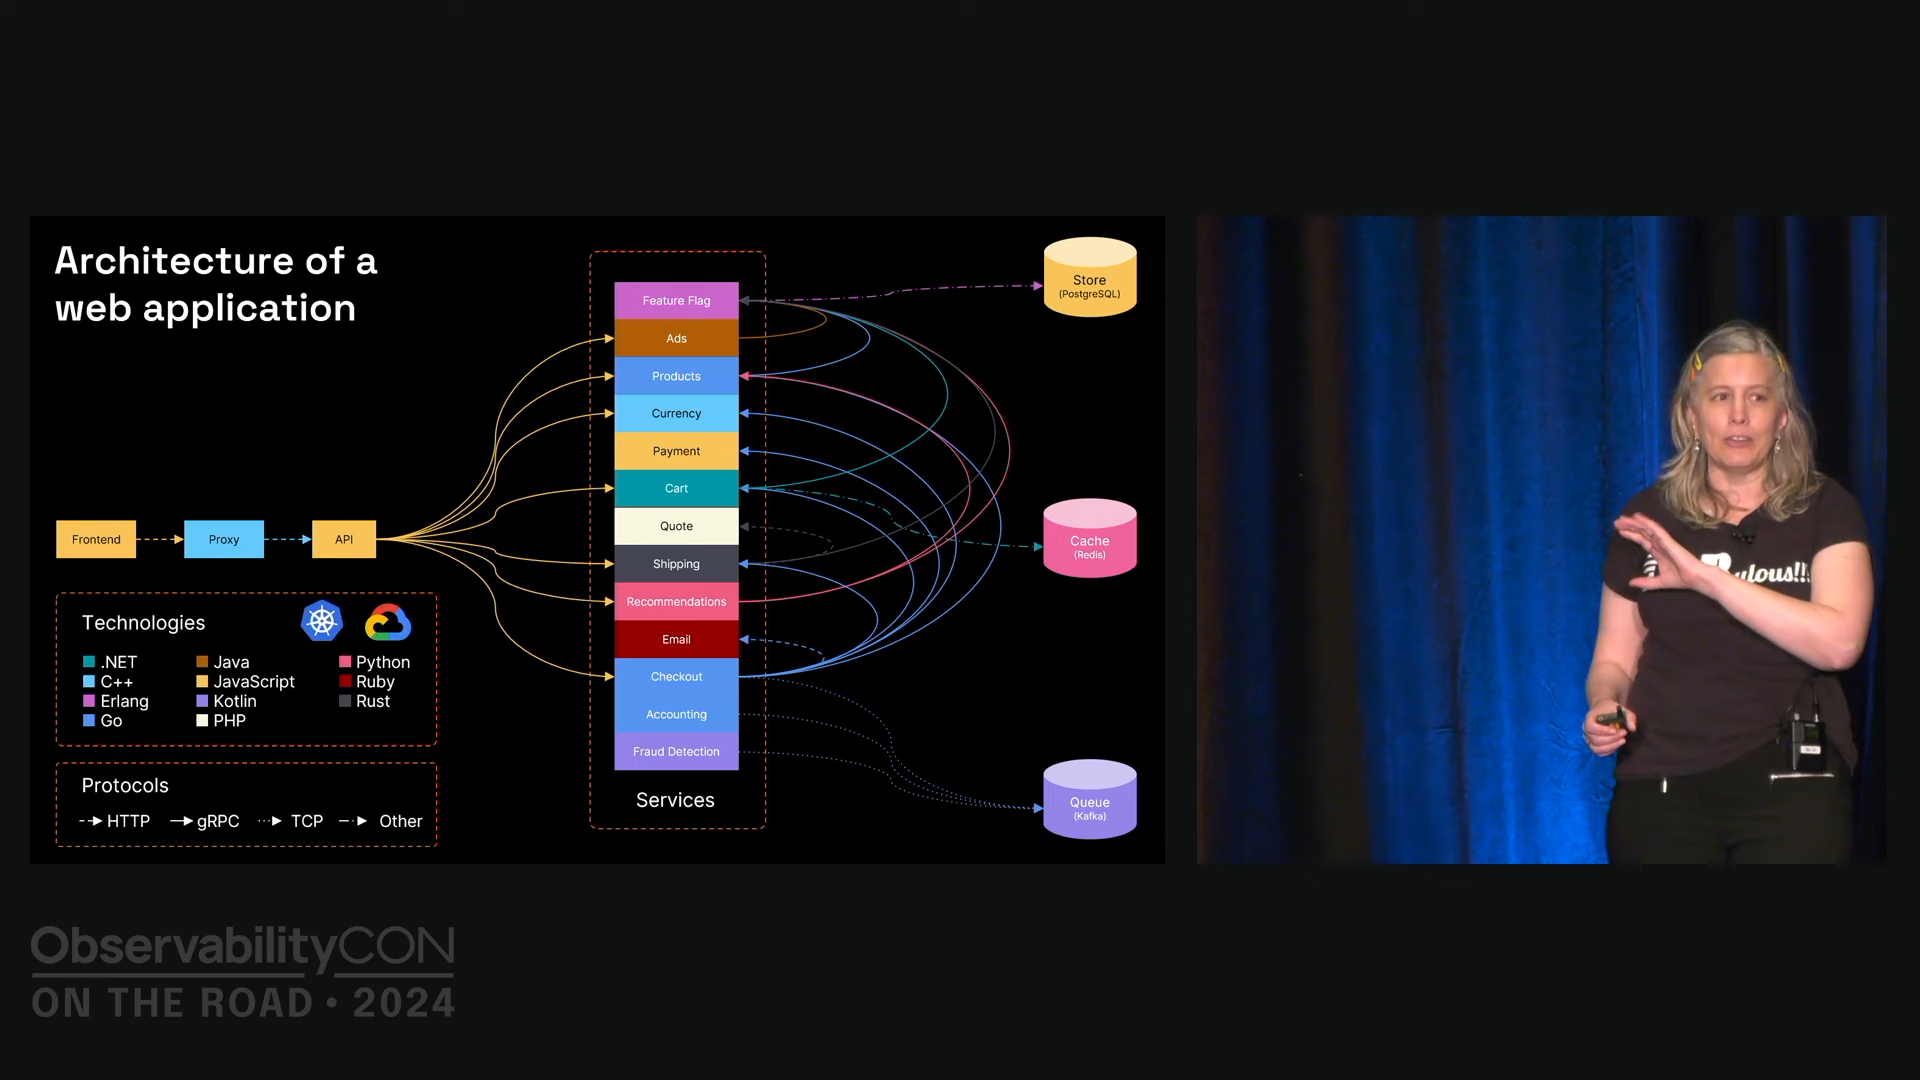 Architecture of a
web application
Frontend
Proxy
API
Technologies
.NET
C++
Erlang
Go
Java
JavaScript
Kotlin
PHP
Python
Ruby
Rust
Protocols
HTTP
gRPC
TCP
Other
Feature Flag
Ads
Products
Currency
Payment
Cart
Quote
Shipping
Recommendations
Email
Checkout
Accounting
Fraud Detection
Services
Store
(PostgreSQL)
Cache
(Redis)
Queue
(Kafka)
ObservabilityCON
ON THE ROAD • 2024